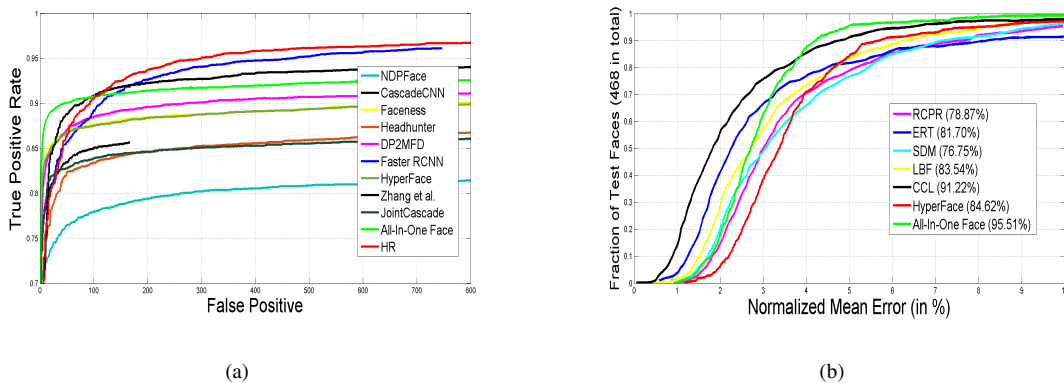 True Positive Rate
1
0.95
0.9
0.85
0.8
0.75
0.7
0 100 200 300 400 500 600 700 800
False Positive
NDPFace
CascadeCNN
Faceness
Headhunter
DP2MFD
Faster RCNN
HyperFace
Zhang et al.
JointCascade
All-In-One Face
HR
(a)
Fraction of Test Faces (468 in total)
1
0.9
0.8
0.7
0.6
0.5
0.4
0.3
0.2
0.1
0
0 1 2 3 4 5 6 7 8 9 10
Normalized Mean Error (in %)
RCPR (78.87%)
ERT (81.70%)
SDM (76.75%)
LBF (83.54%)
CCL (91.22%)
HyperFace (84.62%)
All-In-One Face (95.51%)
(b)